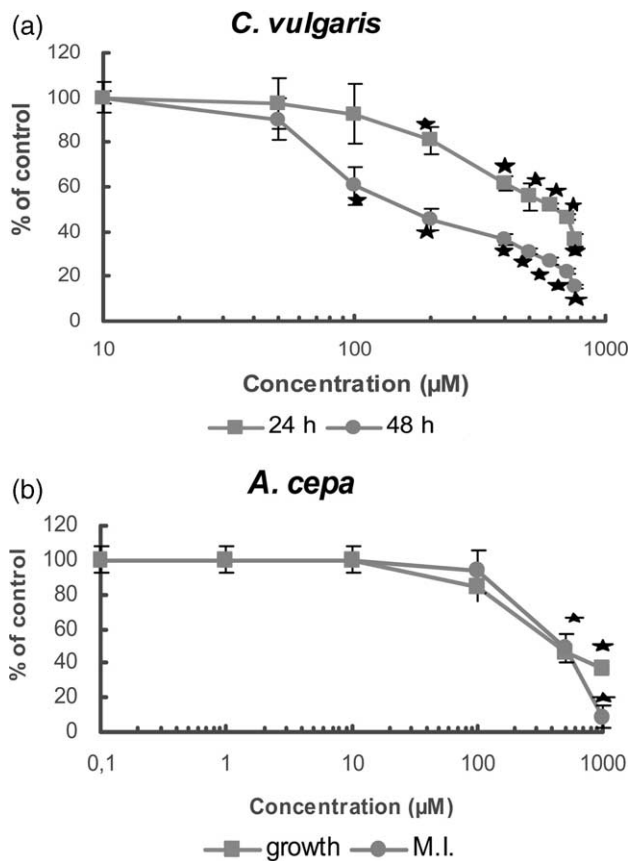 (a) C. vulgaris
120
100
80
60
40
20
0
% of control
10 100 1000
Concentration (µM)
24 h 48 h
(b) A. cepa
120
100
80
60
40
20
0
% of control
0,1 1 10 100 1000
Concentration (µM)
growth M.I.